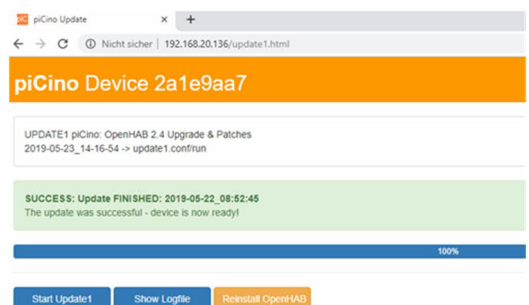 piCino Update
Nicht sicher | 192.168.20.136/update1.html
piCino Device 2a1e9aa7
UPDATE1 piCino: OpenHAB 2.4 Upgrade & Patches
2019-05-23_14-16-54 -> update1.conf/run
SUCCESS: Update FINISHED: 2019-05-22_08:52:45
The update was successful - device is now ready!
100%
Start Update1 Show Logfile Reinstall OpenHAB